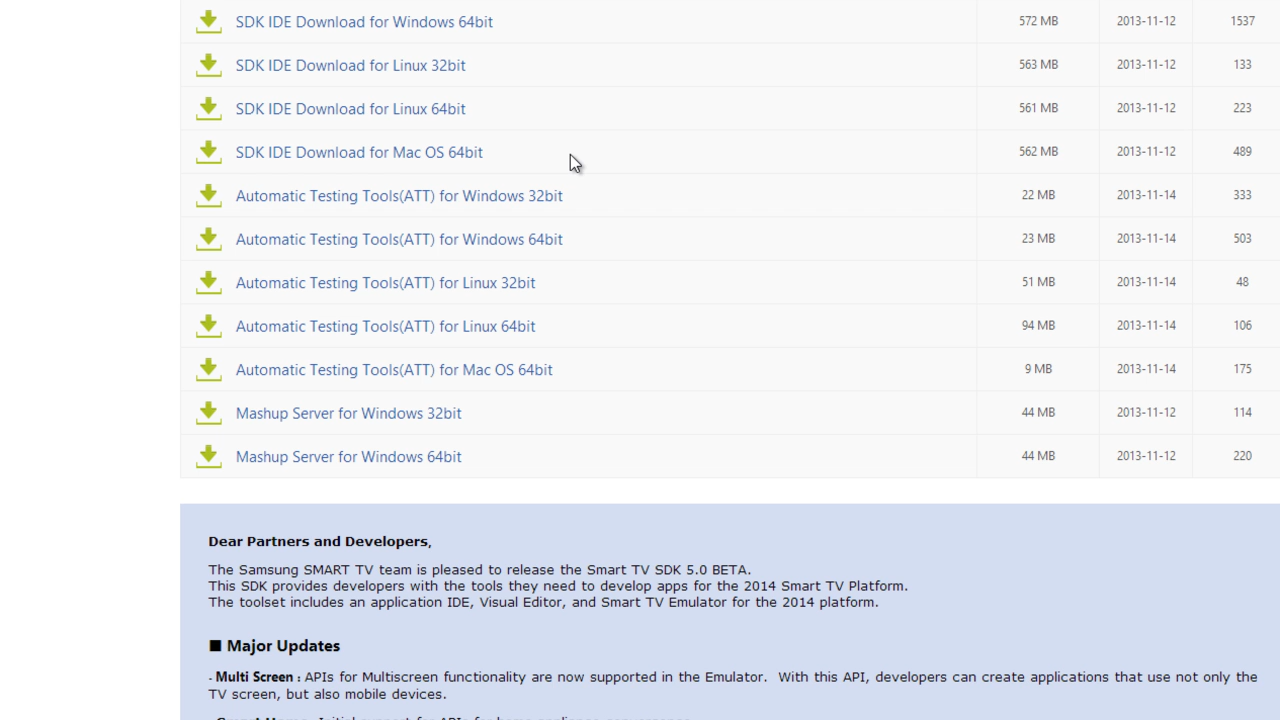 SDK IDE Download for Windows 64bit 572 MB 2013-11-12 1537
SDK IDE Download for Linux 32bit 563 MB 2013-11-12 133
SDK IDE Download for Linux 64bit 561 MB 2013-11-12 223
SDK IDE Download for Mac OS 64bit 562 MB 2013-11-12 489
Automatic Testing Tools(ATT) for Windows 32bit 22 MB 2013-11-14 333
Automatic Testing Tools(ATT) for Windows 64bit 23 MB 2013-11-14 503
Automatic Testing Tools(ATT) for Linux 32bit 51 MB 2013-11-14 48
Automatic Testing Tools(ATT) for Linux 64bit 94 MB 2013-11-14 106
Automatic Testing Tools(ATT) for Mac OS 64bit 9 MB 2013-11-14 175
Mashup Server for Windows 32bit 44 MB 2013-11-12 114
Mashup Server for Windows 64bit 44 MB 2013-11-12 220
Dear Partners and Developers,
The Samsung SMART TV team is pleased to release the Smart TV SDK 5.0 BETA.
This SDK provides developers with the tools they need to develop apps for the 2014 Smart TV Platform.
The toolset includes an application IDE, Visual Editor, and Smart TV Emulator for the 2014 platform.
■ Major Updates
- Multi Screen : APIs for Multiscreen functionality are now supported in the Emulator. With this API, developers can create applications that use not only the
TV screen, but also mobile devices.